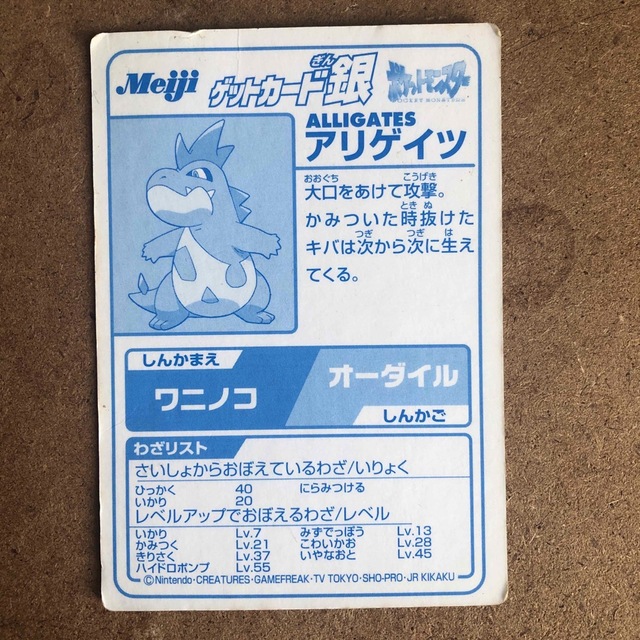 Meiji
ゲットカード銀
ぎん
ポケットモンスター
POCKET MONSTERS
ALLIGATES
アリゲイツ
おおぐち こうげき
大口をあけて攻撃。
とき ぬ
かみついた時抜けた
つぎ つぎ は
キバは次から次に生え
てくる。
しんかまえ
ワニノコ
オーダイル
しんかご
わざリスト
さいしょからおぼえているわざ/いりょく
ひっかく 40 にらみつける
いかり 20
レベルアップでおぼえるわざ/レベル
いかり Lv.7 みずでっぽう Lv.13
かみつく Lv.21 こわいかお Lv.28
きりさく Lv.37 いやなおと Lv.45
ハイドロポンプ Lv.55
©Nintendo・CREATURES・GAMEFREAK・TV TOKYO・SHO-PRO・JR KIKAKU